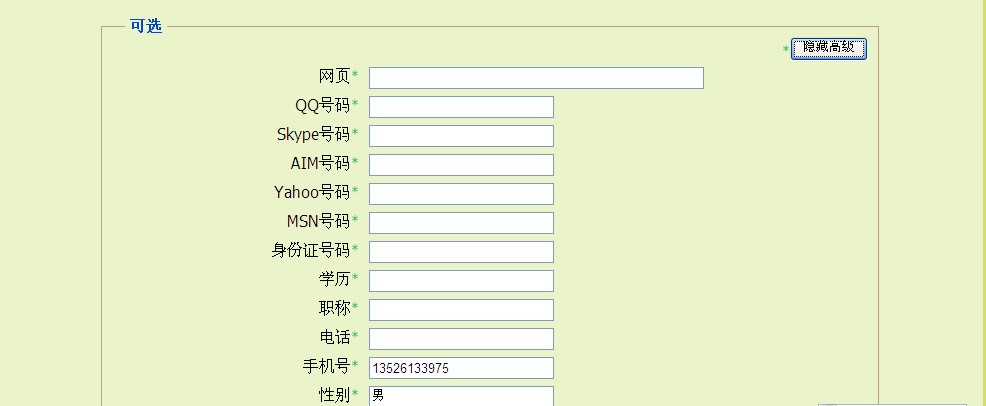 可选
* 隐藏高级
网页*
QQ号码*
Skype号码*
AIM号码*
Yahoo号码*
MSN号码*
身份证号码*
学历*
职称*
电话*
手机号* 13526133975
性别* 男